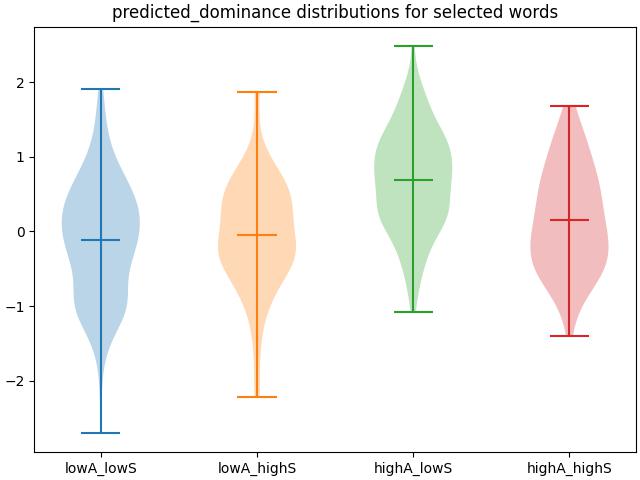 predicted_dominance distributions for selected words
2
1
0
−1
−2
lowA_lowS
lowA_highS
highA_lowS
highA_highS